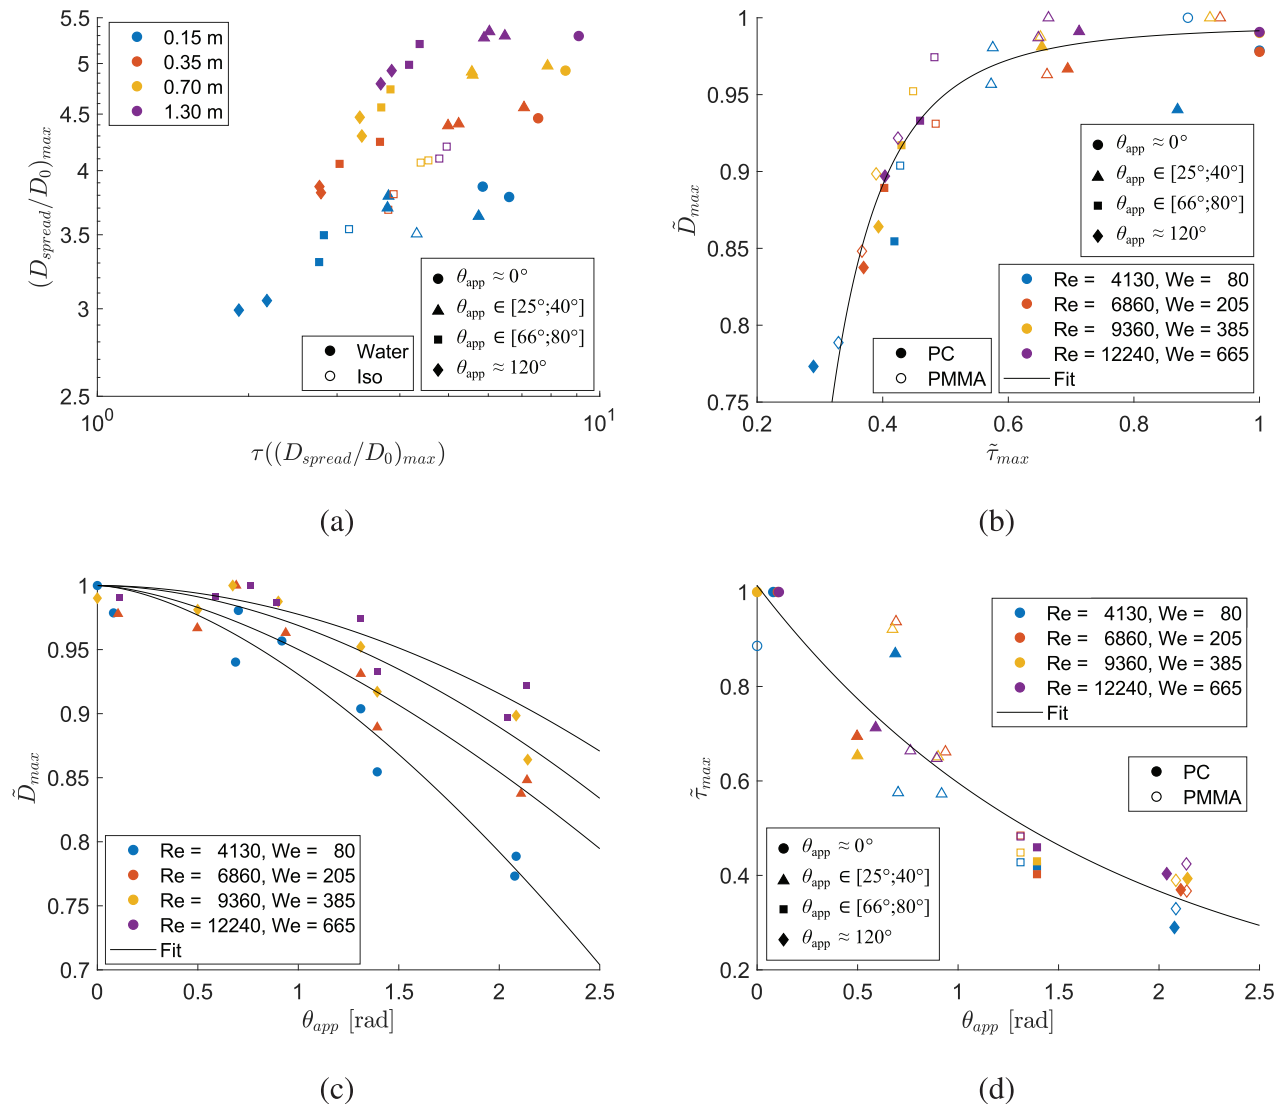 5.5
5
4.5
4
3.5
3
2.5
(D_spread/D_0)_max
0.15 m
0.35 m
0.70 m
1.30 m
θ_app ≈ 0°
θ_app ∈ [25°;40°]
θ_app ∈ [66°;80°]
θ_app ≈ 120°
Water
Iso
10^0
10^1
τ((D_spread/D_0)_max)
(a)
1
0.95
0.9
0.85
0.8
0.75
D̃_max
θ_app ≈ 0°
θ_app ∈ [25°;40°]
θ_app ∈ [66°;80°]
θ_app ≈ 120°
Re = 4130, We = 80
Re = 6860, We = 205
Re = 9360, We = 385
Re = 12240, We = 665
Fit
PC
PMMA
0.2 0.4 0.6 0.8 1
τ̃_max
(b)
1
0.95
0.9
0.85
0.8
0.75
0.7
D̃_max
Re = 4130, We = 80
Re = 6860, We = 205
Re = 9360, We = 385
Re = 12240, We = 665
Fit
0 0.5 1 1.5 2 2.5
θ_app [rad]
(c)
1
0.8
0.6
0.4
0.2
τ̃_max
Re = 4130, We = 80
Re = 6860, We = 205
Re = 9360, We = 385
Re = 12240, We = 665
Fit
PC
PMMA
θ_app ≈ 0°
θ_app ∈ [25°;40°]
θ_app ∈ [66°;80°]
θ_app ≈ 120°
0 0.5 1 1.5 2 2.5
θ_app [rad]
(d)